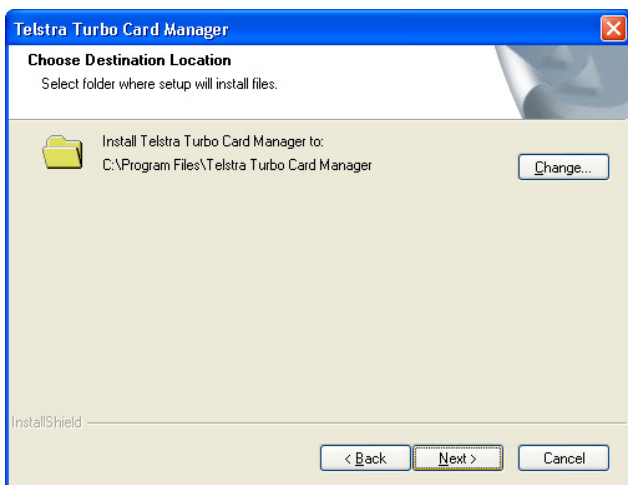 Telstra Turbo Card Manager
Choose Destination Location
Select folder where setup will install files.
Install Telstra Turbo Card Manager to:
C:\Program Files\Telstra Turbo Card Manager
Change...
InstallShield
< Back
Next >
Cancel